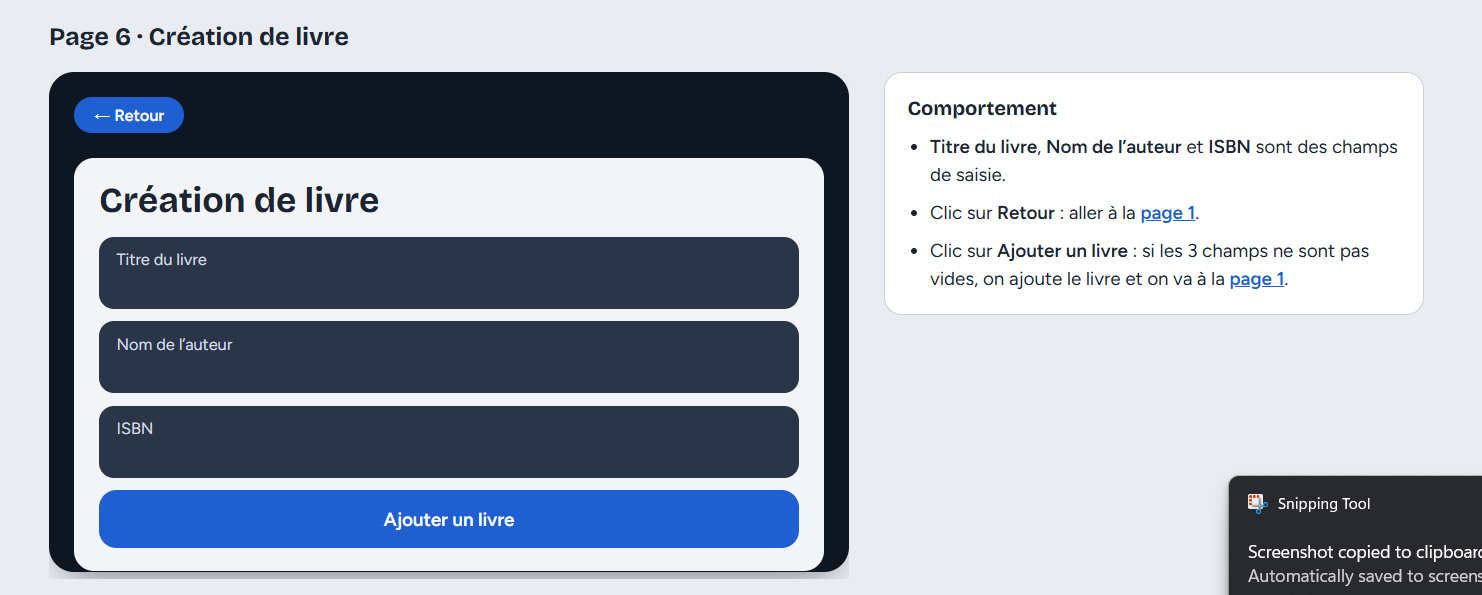 Page 6 · Création de livre
← Retour
Création de livre
Titre du livre
Nom de l’auteur
ISBN
Ajouter un livre
Comportement
• Titre du livre, Nom de l’auteur et ISBN sont des champs
de saisie.
• Clic sur Retour : aller à la page 1.
• Clic sur Ajouter un livre : si les 3 champs ne sont pas
vides, on ajoute le livre et on va à la page 1.
Snipping Tool
Screenshot copied to
Automatically saved to